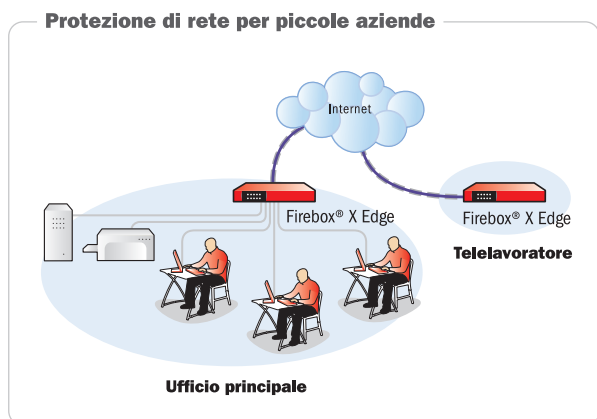 Protezione di rete per piccole aziende
Internet
Firebox® X Edge
Firebox® X Edge
Telelavoratore
Ufficio principale